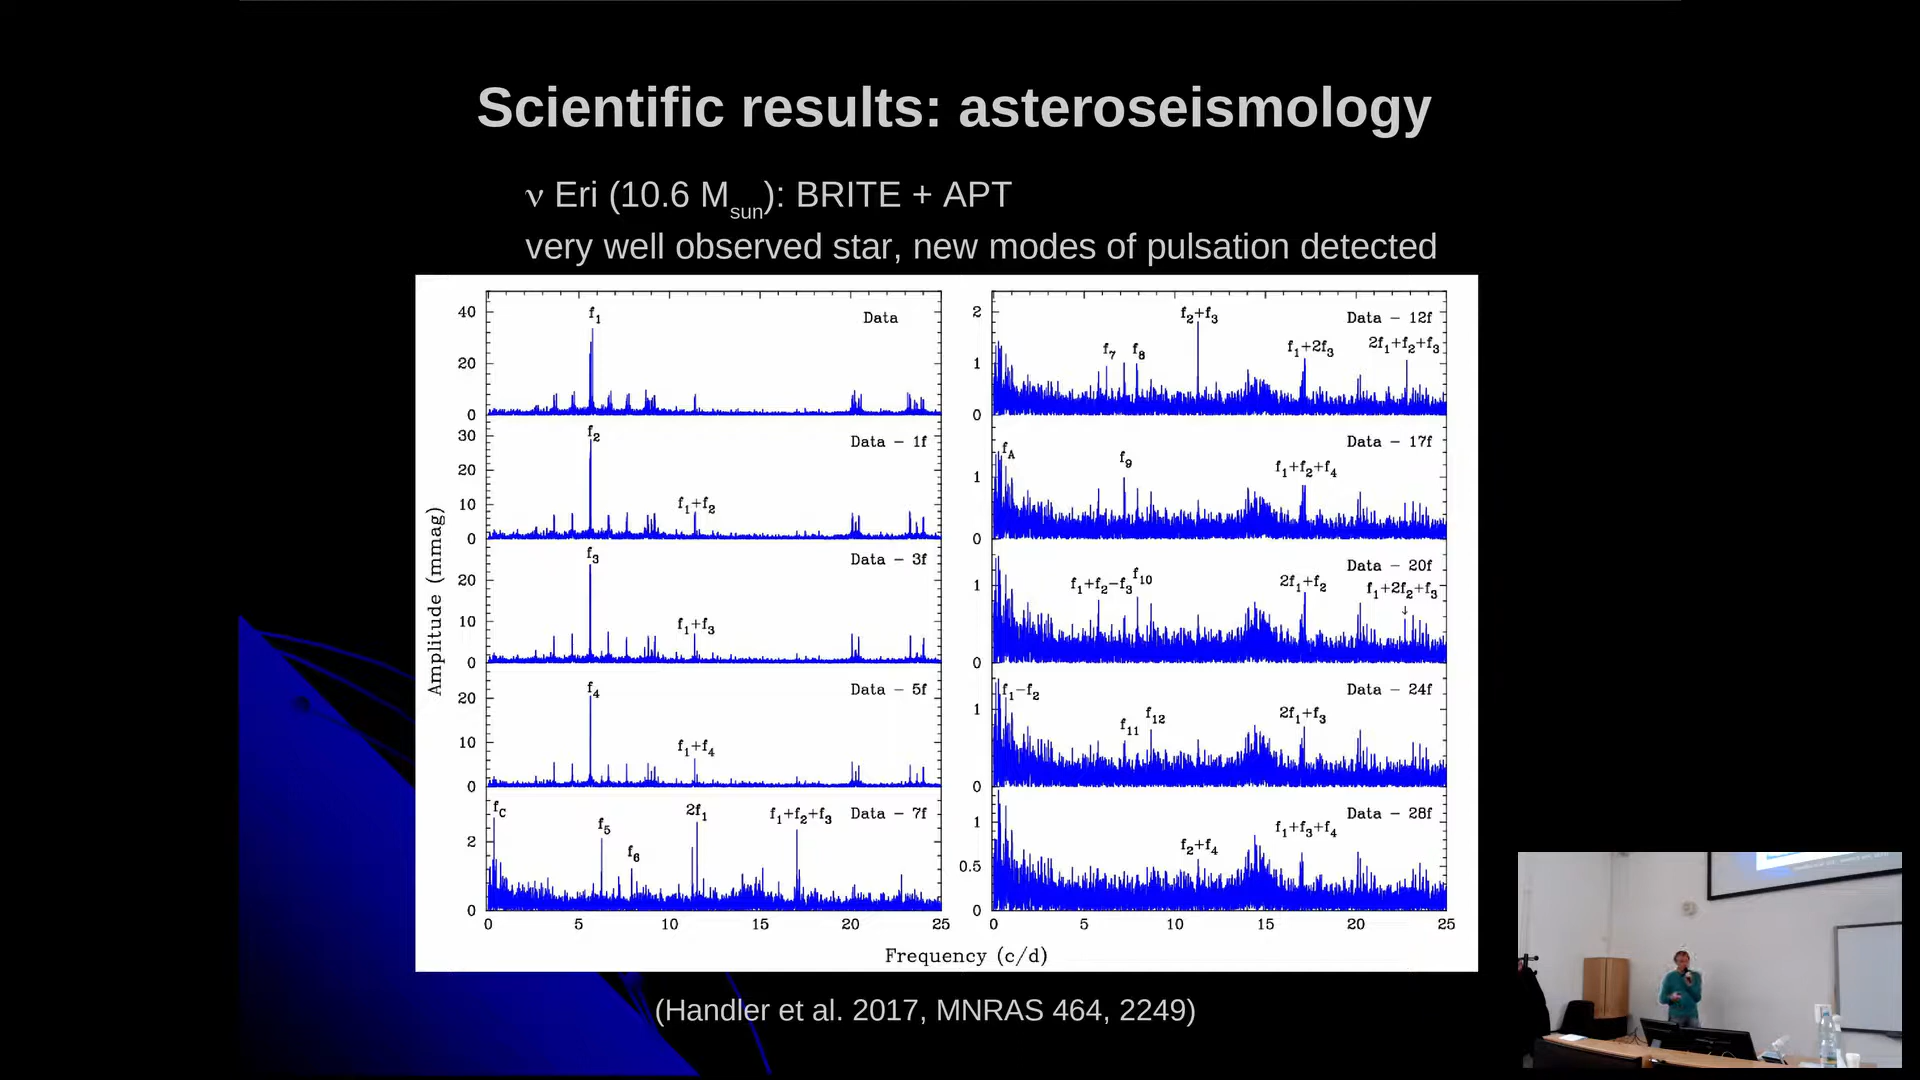 Scientific results: asteroseismology
ν Eri (10.6 Msun): BRITE + APT
very well observed star, new modes of pulsation detected
Amplitude (mmag)
40
20
0
f1
Data
30
20
10
0
f2
f1+f2
Data - 1f
20
10
0
f3
f1+f3
Data - 3f
20
10
0
f4
f1+f4
Data - 5f
2
0
fC
f5
f6
2f1
f1+f2+f3
Data - 7f
0 5 10 15 20 25
2
1
0
f7
f8
f2+f3
f1+2f3
Data - 12f
2f1+f2+f3
1
0
fA
f9
f1+f2+f4
Data - 17f
1
0
f1+f2-f3
f10
2f1+f2
Data - 20f
f1+2f2+f3
1
0
f1-f2
f11
f12
2f1+f3
Data - 24f
1
0.5
0
f2+f4
f1+f3+f4
Data - 28f
0 5 10 15 20 25
Frequency (c/d)
(Handler et al. 2017, MNRAS 464, 2249)